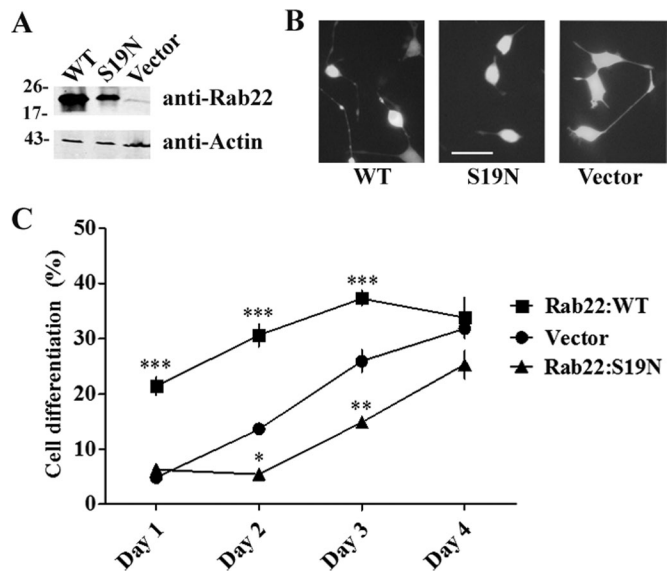 A
WT S19N Vector
26-
17-
anti-Rab22
43-
anti-Actin
B
WT S19N Vector
C
Cell differentiation (%)
50
40
30
20
10
0
***
***
***
*
**
Rab22:WT
Vector
Rab22:S19N
Day 1 Day 2 Day 3 Day 4